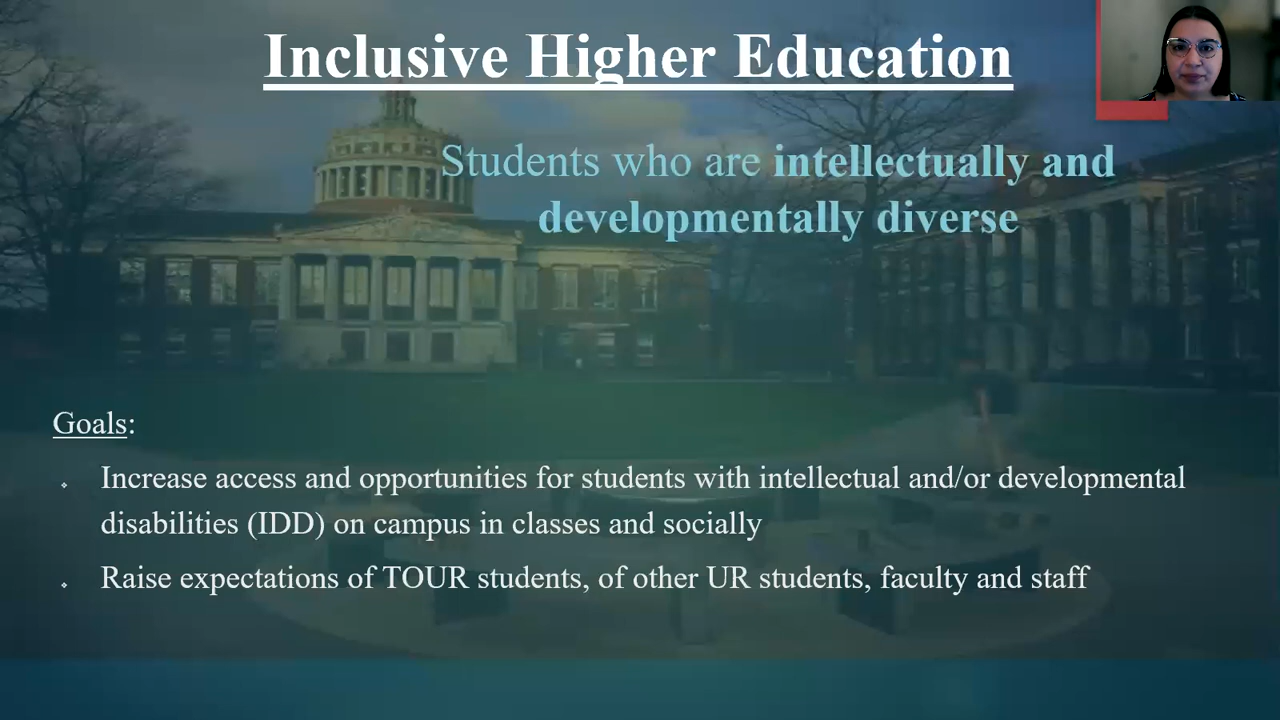 Inclusive Higher Education
Students who are intellectually and
developmentally diverse
Goals:
Increase access and opportunities for students with intellectual and/or developmental
disabilities (IDD) on campus in classes and socially
Raise expectations of TOUR students, of other UR students, faculty and staff